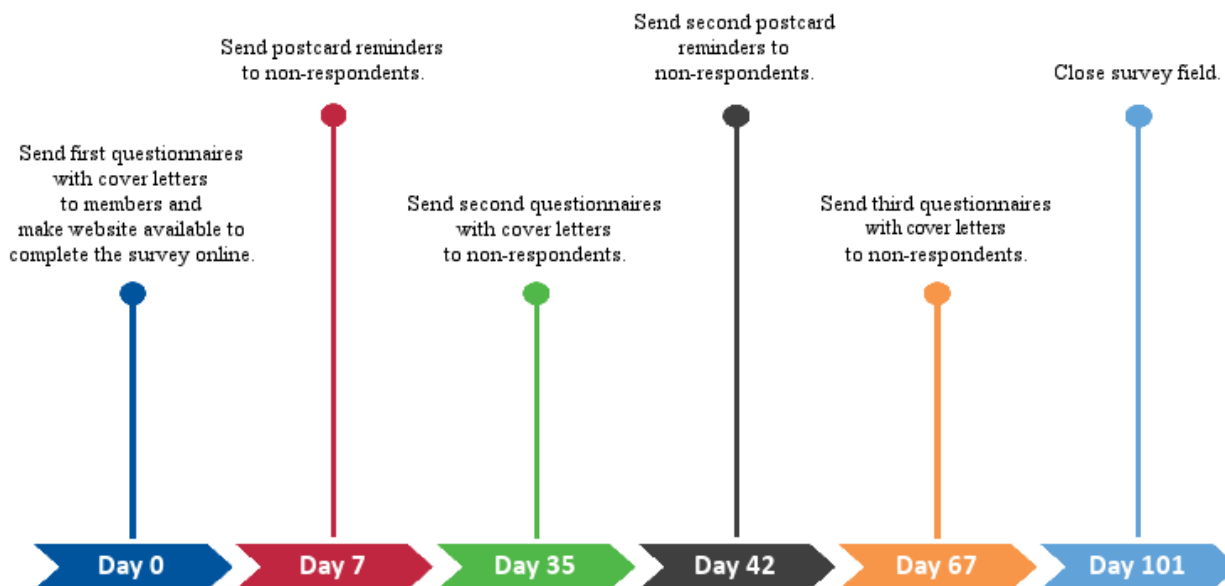 Send first questionnaires
with cover letters
to members and
make website available to
complete the survey online.
Send postcard reminders
to non-respondents.
Send second questionnaires
with cover letters
to non-respondents.
Send second postcard
reminders to
non-respondents.
Send third questionnaires
with cover letters
to non-respondents.
Close survey field.
Day 0
Day 7
Day 35
Day 42
Day 67
Day 101